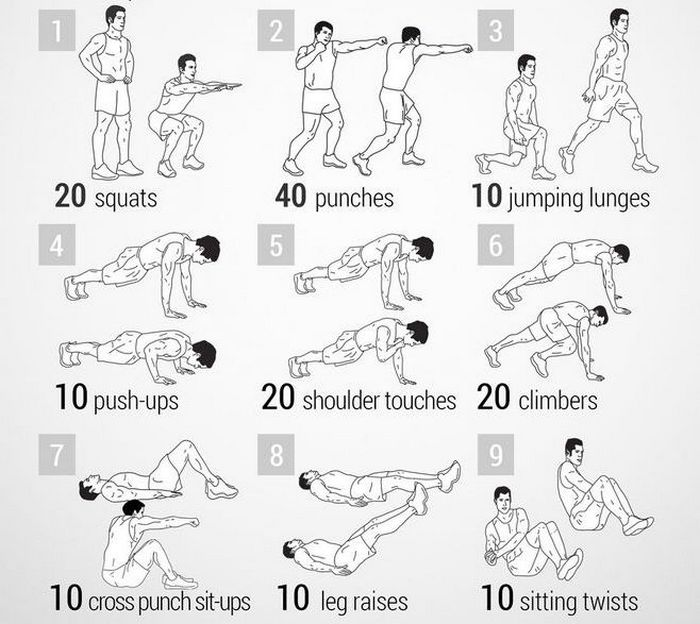 1
20 squats
2
40 punches
3
10 jumping lunges
4
10 push-ups
5
20 shoulder touches
6
20 climbers
7
10 cross punch sit-ups
8
10 leg raises
9
10 sitting twists